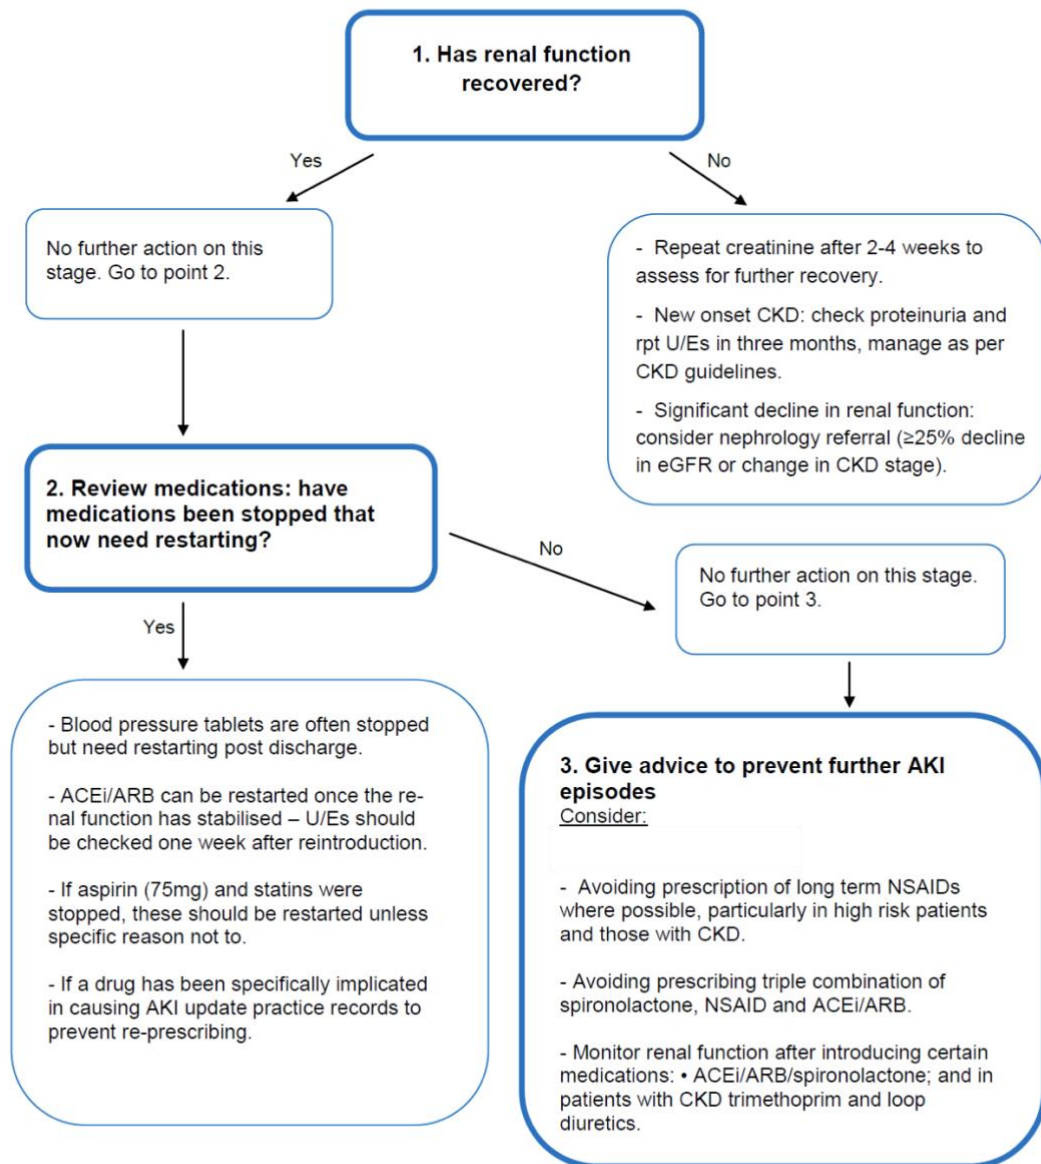 1. Has renal function
recovered?
Yes
No
No further action on this
stage. Go to point 2.
- Repeat creatinine after 2-4 weeks to
assess for further recovery.
- New onset CKD: check proteinuria and
rpt U/Es in three months, manage as per
CKD guidelines.
- Significant decline in renal function:
consider nephrology referral (≥25% decline
in eGFR or change in CKD stage).
2. Review medications: have
medications been stopped that
now need restarting?
No
No further action on this stage.
Go to point 3.
Yes
- Blood pressure tablets are often stopped
but need restarting post discharge.
- ACEi/ARB can be restarted once the re-
nal function has stabilised – U/Es should
be checked one week after reintroduction.
- If aspirin (75mg) and statins were
stopped, these should be restarted unless
specific reason not to.
- If a drug has been specifically implicated
in causing AKI update practice records to
prevent re-prescribing.
3. Give advice to prevent further AKI
episodes
Consider:
- Avoiding prescription of long term NSAIDs
where possible, particularly in high risk patients
and those with CKD.
- Avoiding prescribing triple combination of
spironolactone, NSAID and ACEi/ARB.
- Monitor renal function after introducing certain
medications: • ACEi/ARB/spironolactone; and in
patients with CKD trimethoprim and loop
diuretics.